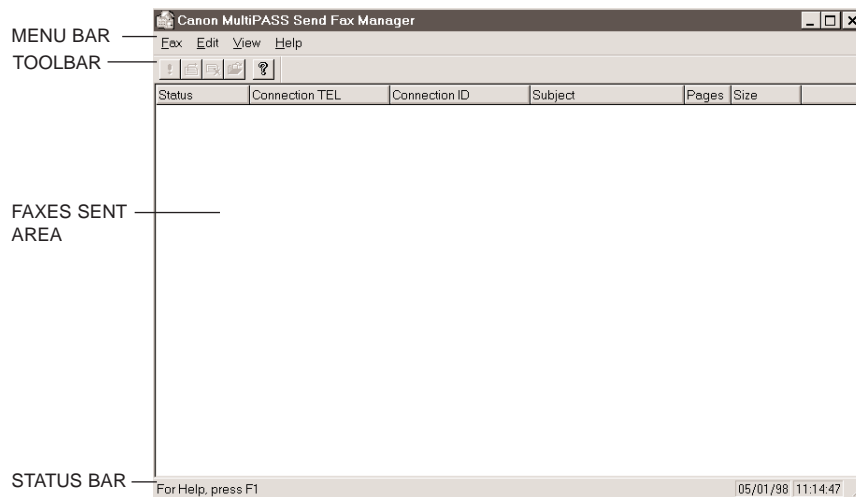 Canon MultiPASS Send Fax Manager
MENU BAR
Fax Edit View Help
TOOLBAR
! ?
Status Connection TEL Connection ID Subject Pages Size
FAXES SENT
AREA
STATUS BAR
For Help, press F1 05/01/98 11:14:47